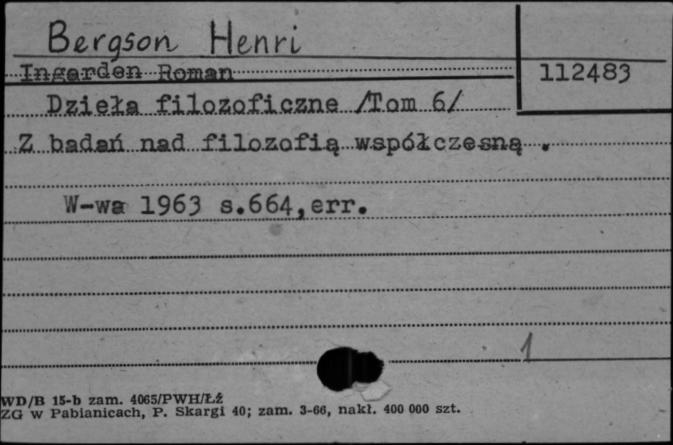 Bergson Henri
Ingarden Roman 112483
Dzieła filozoficzne /Tom 6/
Z badań nad filozofią współczesną .
W-wa 1963 s.664,err.
1
WD/B 15-b zam. 4065/PWH/Łź
ZG w Pabianicach, P. Skargi 40; zam. 3-66, nakł. 400 000 szt.